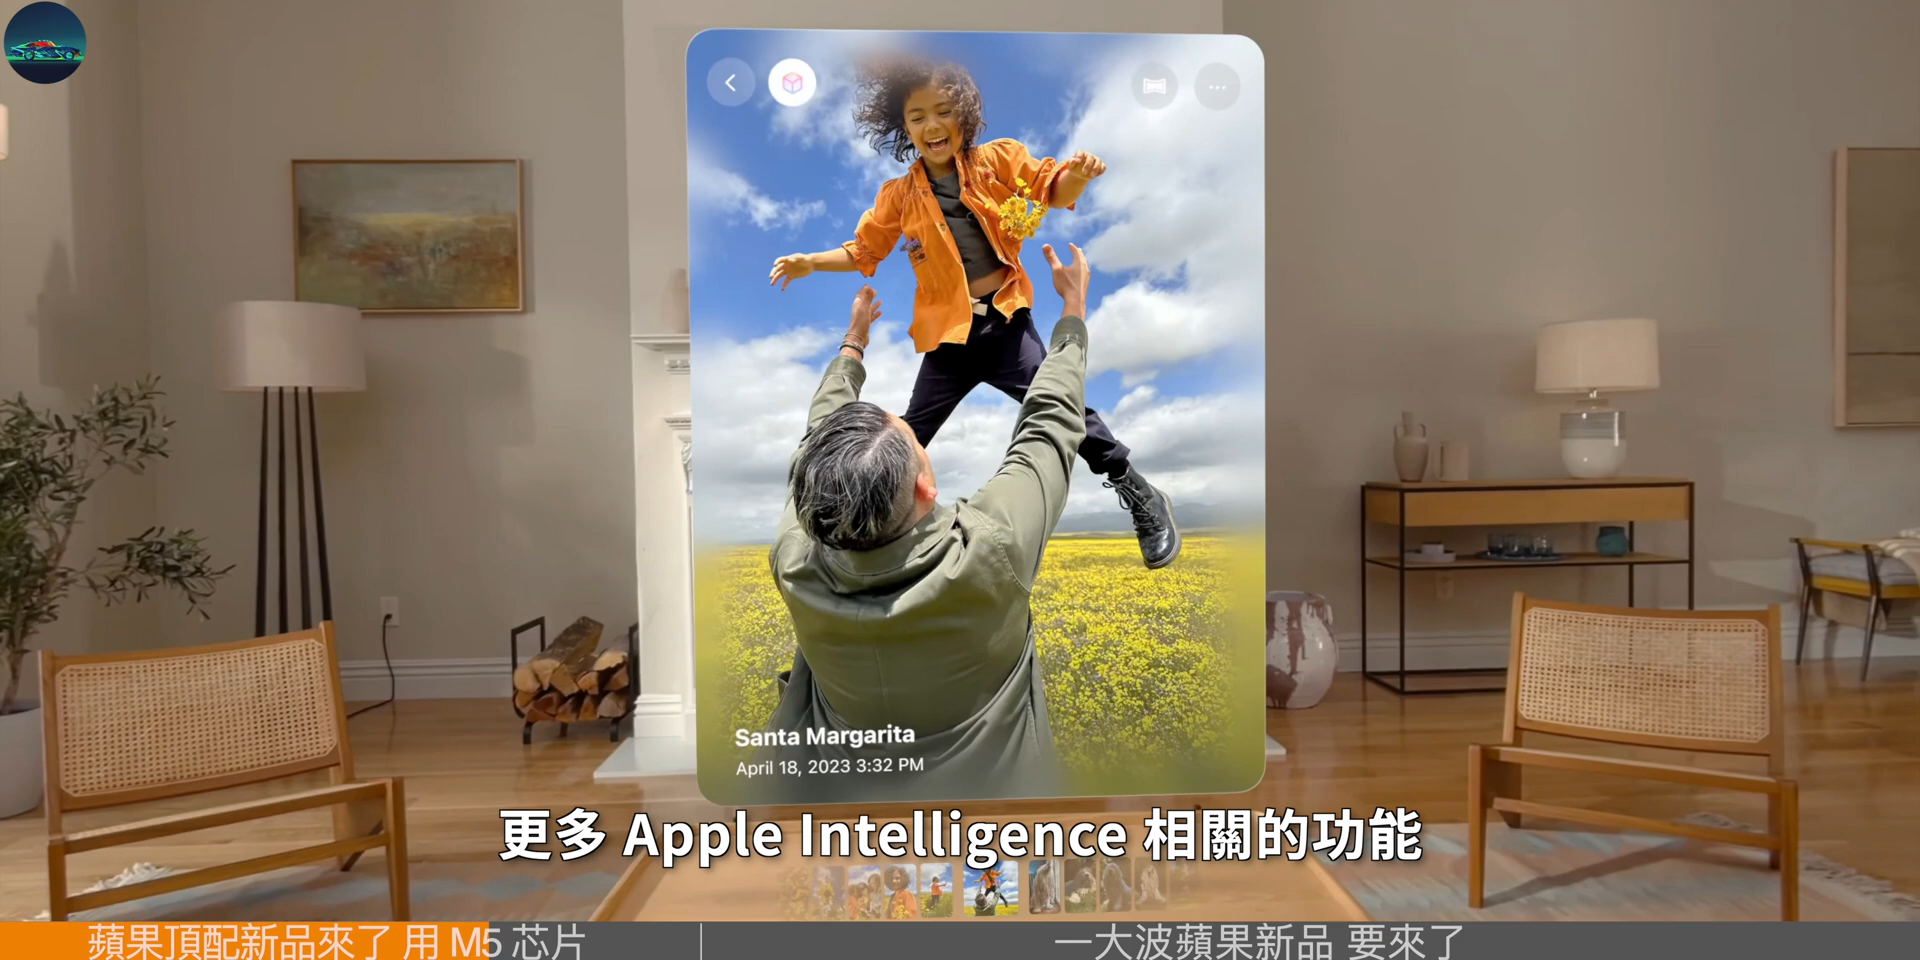 Santa Margarita
April 18, 2023 3:32 PM
更多 Apple Intelligence 相關的功能
蘋果頂配新品來了 用 M5 芯片
一大波蘋果新品 要來了